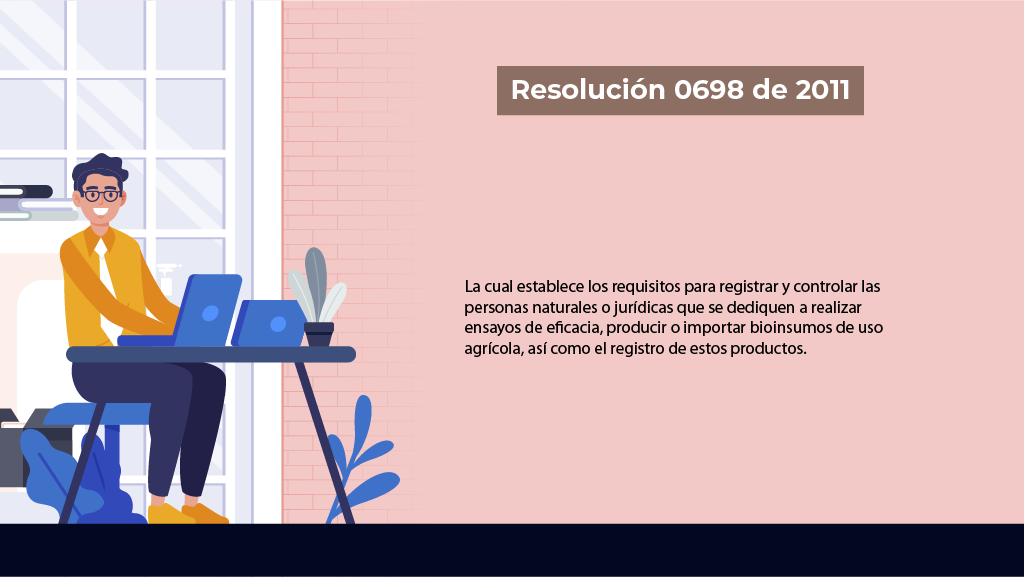 Resolución 0698 de 2011
La cual establece los requisitos para registrar y controlar las
personas naturales o jurídicas que se dediquen a realizar
ensayos de eficacia, producir o importar bioinsumos de uso
agrícola, así como el registro de estos productos.